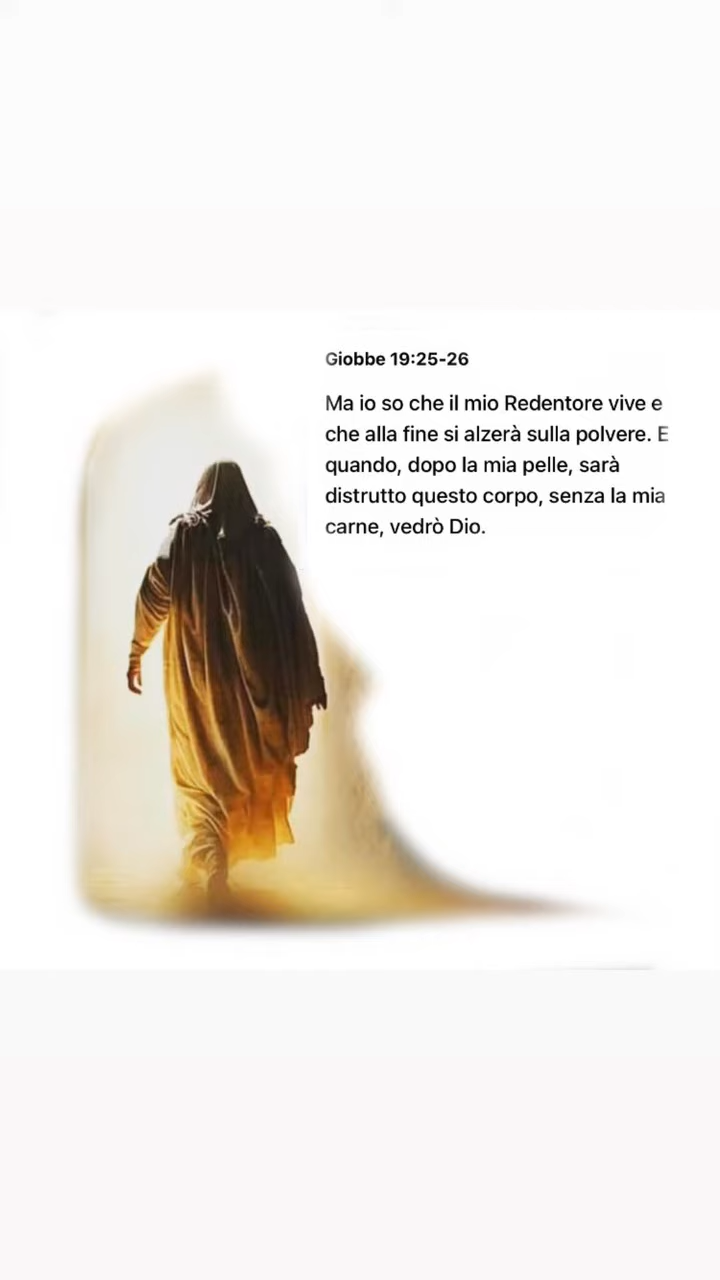 Giobbe 19:25-26
Ma io so che il mio Redentore vive e
che alla fine si alzerà sulla polvere. E
quando, dopo la mia pelle, sarà
distrutto questo corpo, senza la mia
carne, vedrò Dio.